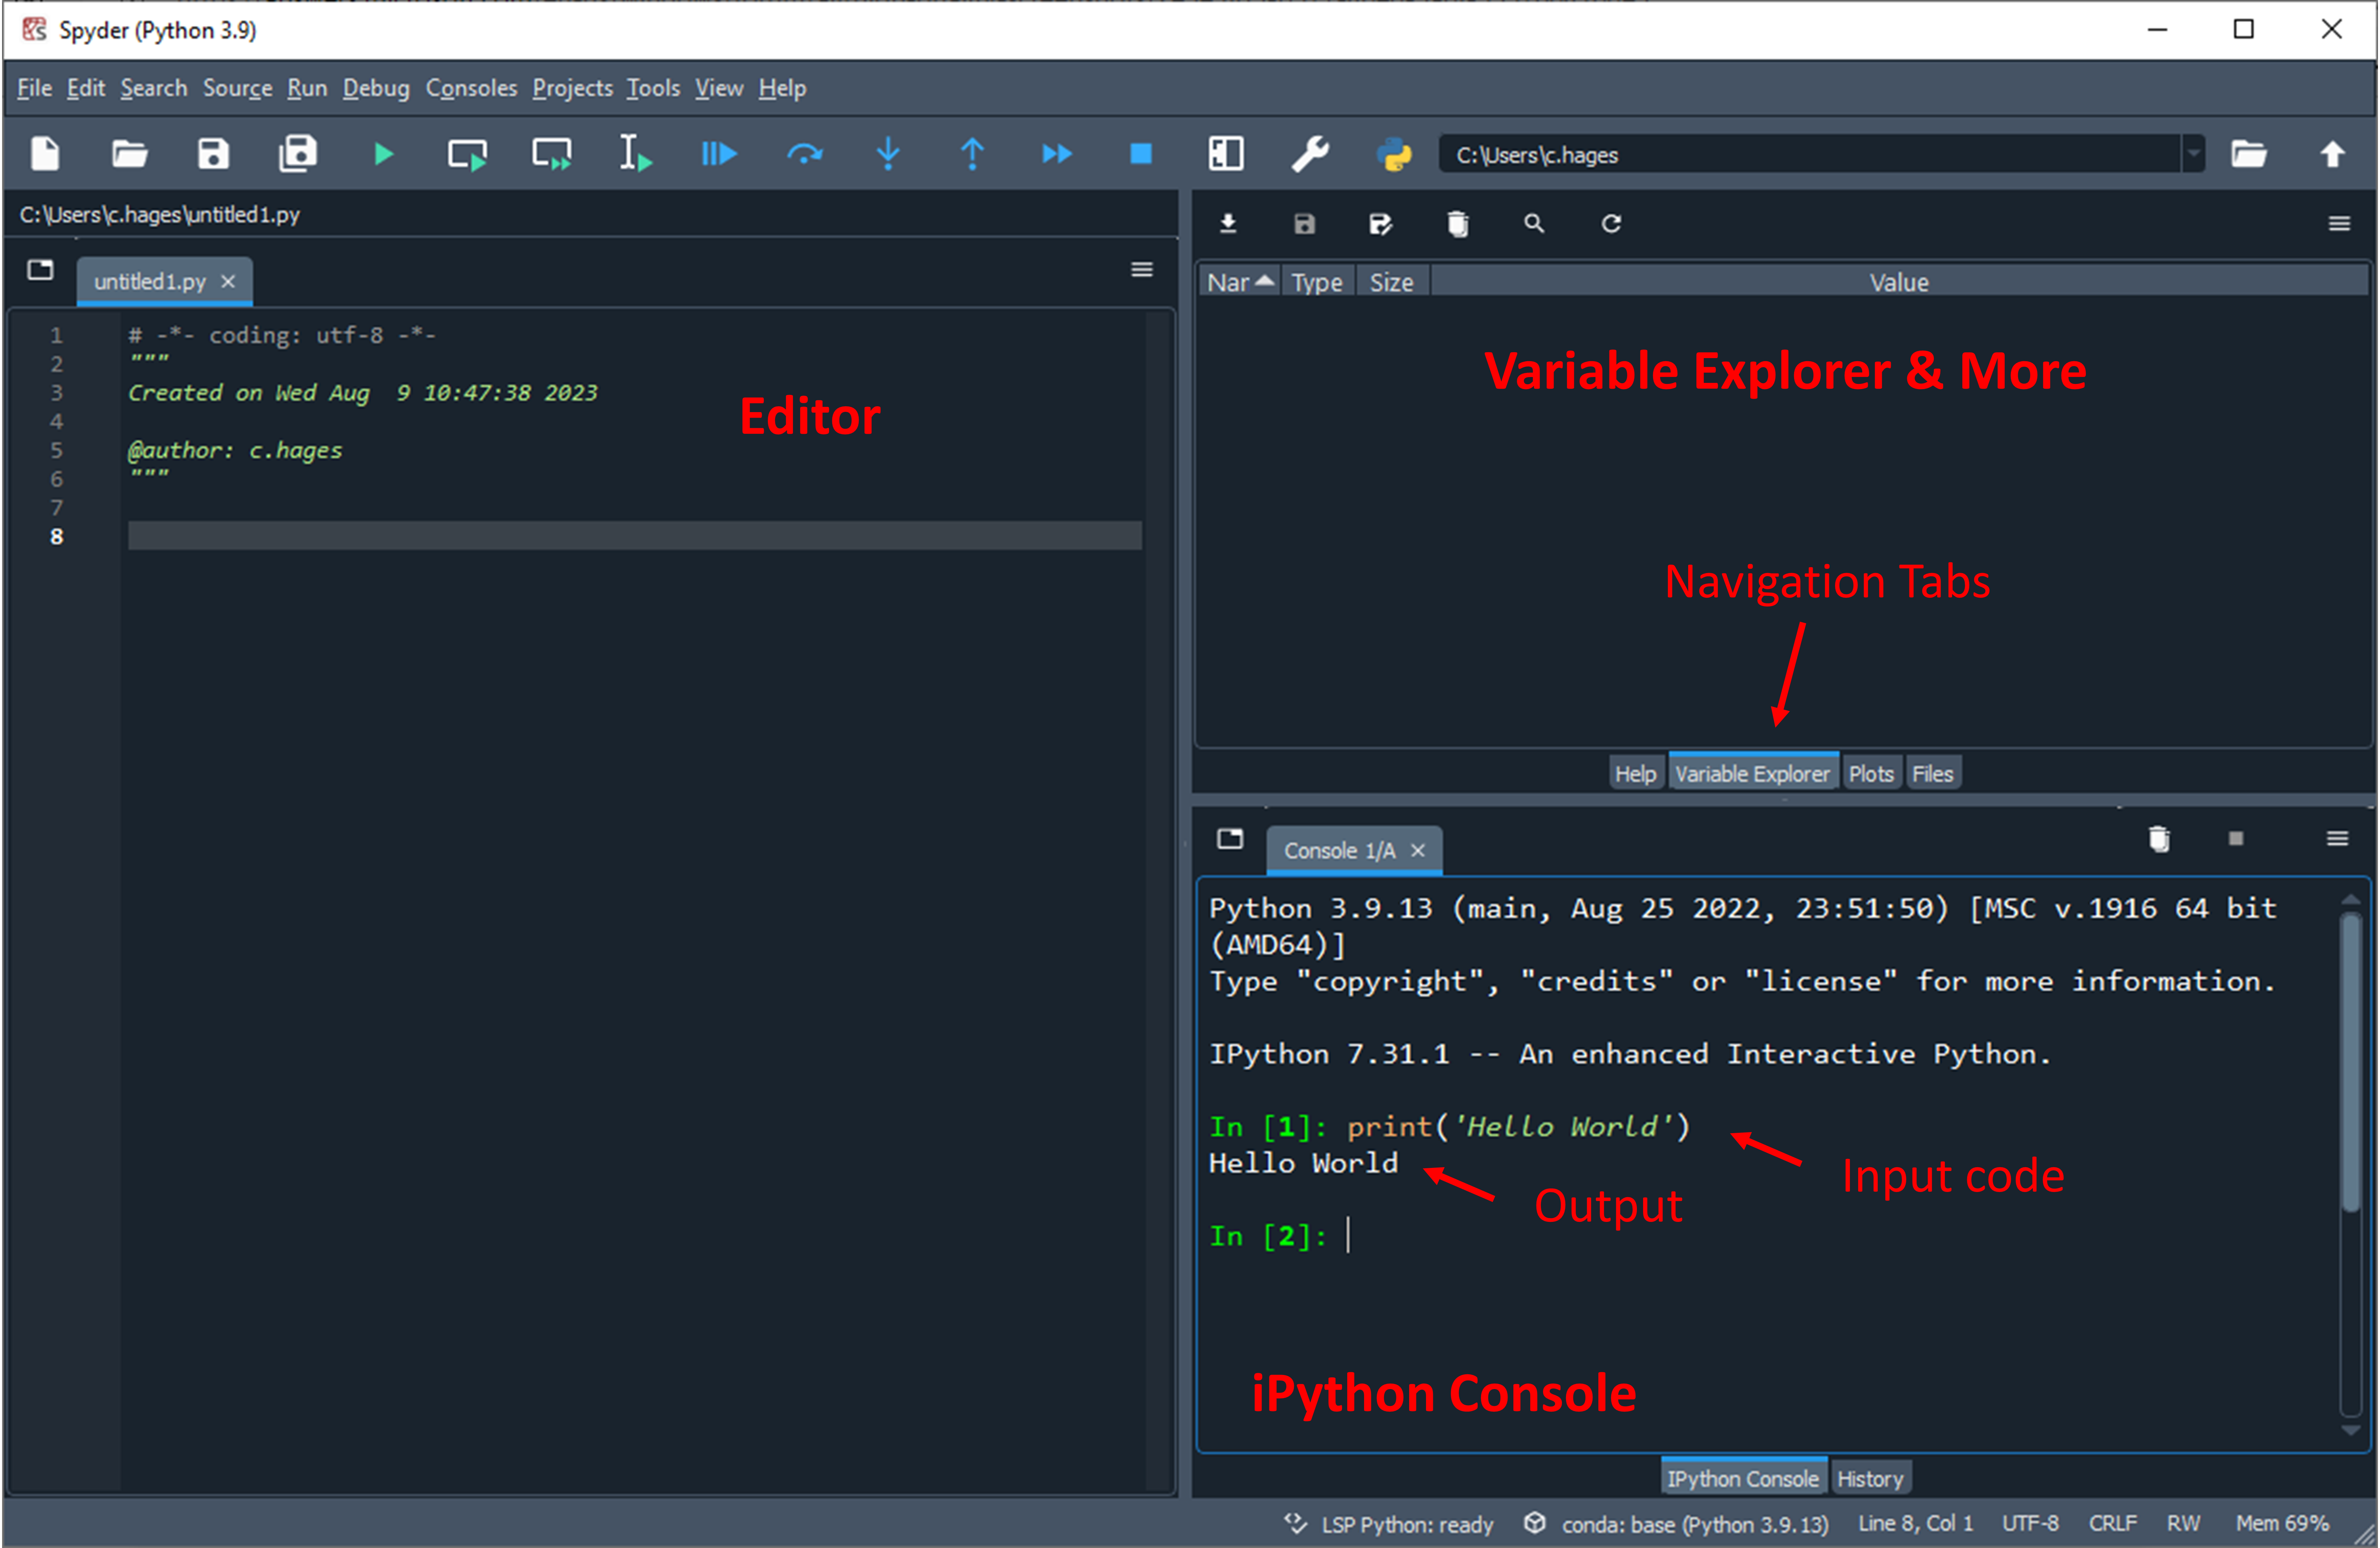 Spyder (Python 3.9)
File Edit Search Source Run Debug Consoles Projects Tools View Help
C:\Users\c.hages
C:\Users\c.hages\untitled1.py
untitled1.py
1 # -*- coding: utf-8 -*-
2 """
3 Created on Wed Aug  9 10:47:38 2023
4
5 @author: c.hages
6 """
7
8
Editor
Nar Type Size Value
Variable Explorer & More
Navigation Tabs
Help Variable Explorer Plots Files
Console 1/A
Python 3.9.13 (main, Aug 25 2022, 23:51:50) [MSC v.1916 64 bit
(AMD64)]
Type "copyright", "credits" or "license" for more information.
IPython 7.31.1 -- An enhanced Interactive Python.
In [1]: print('Hello World')
Hello World
Input code
Output
In [2]:
iPython Console
IPython Console History
LSP Python: ready conda: base (Python 3.9.13) Line 8, Col 1 UTF-8 CRLF RW Mem 69%